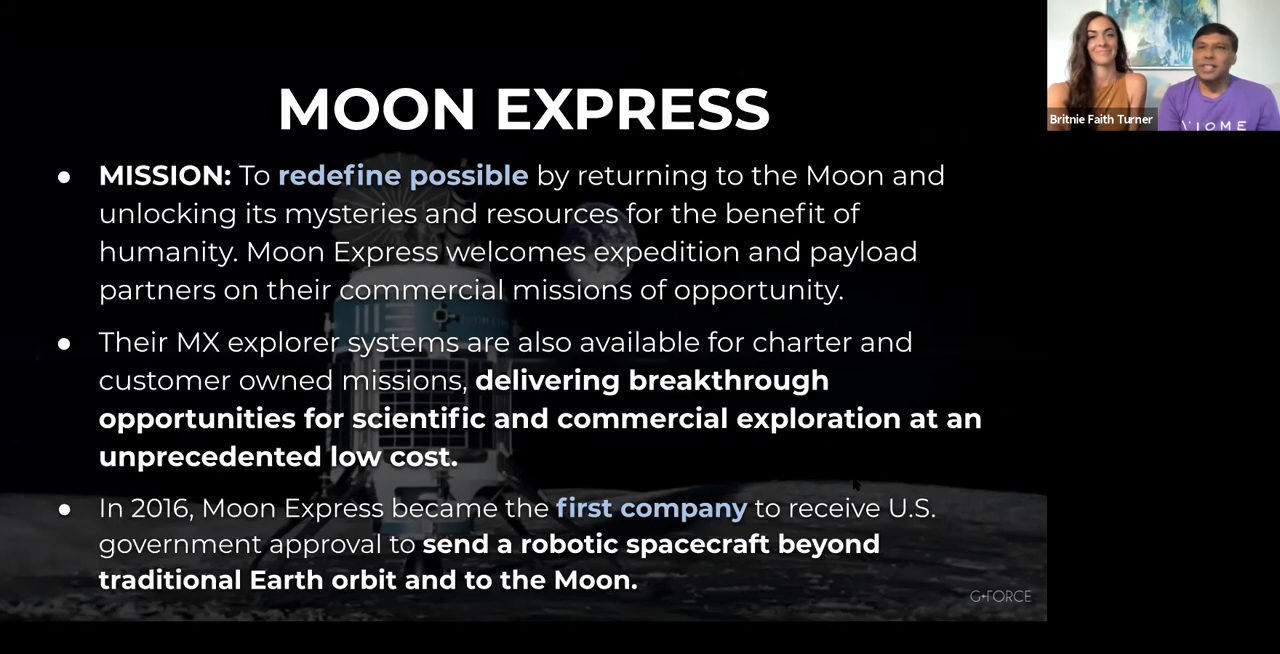 MOON EXPRESS
● MISSION: To redefine possible by returning to the Moon and
unlocking its mysteries and resources for the benefit of
humanity. Moon Express welcomes expedition and payload
partners on their commercial missions of opportunity.
● Their MX explorer systems are also available for charter and
customer owned missions, delivering breakthrough
opportunities for scientific and commercial exploration at an
unprecedented low cost.
● In 2016, Moon Express became the first company to receive U.S.
government approval to send a robotic spacecraft beyond
traditional Earth orbit and to the Moon.
G+FORCE
Britnie Faith Turner
VIOME